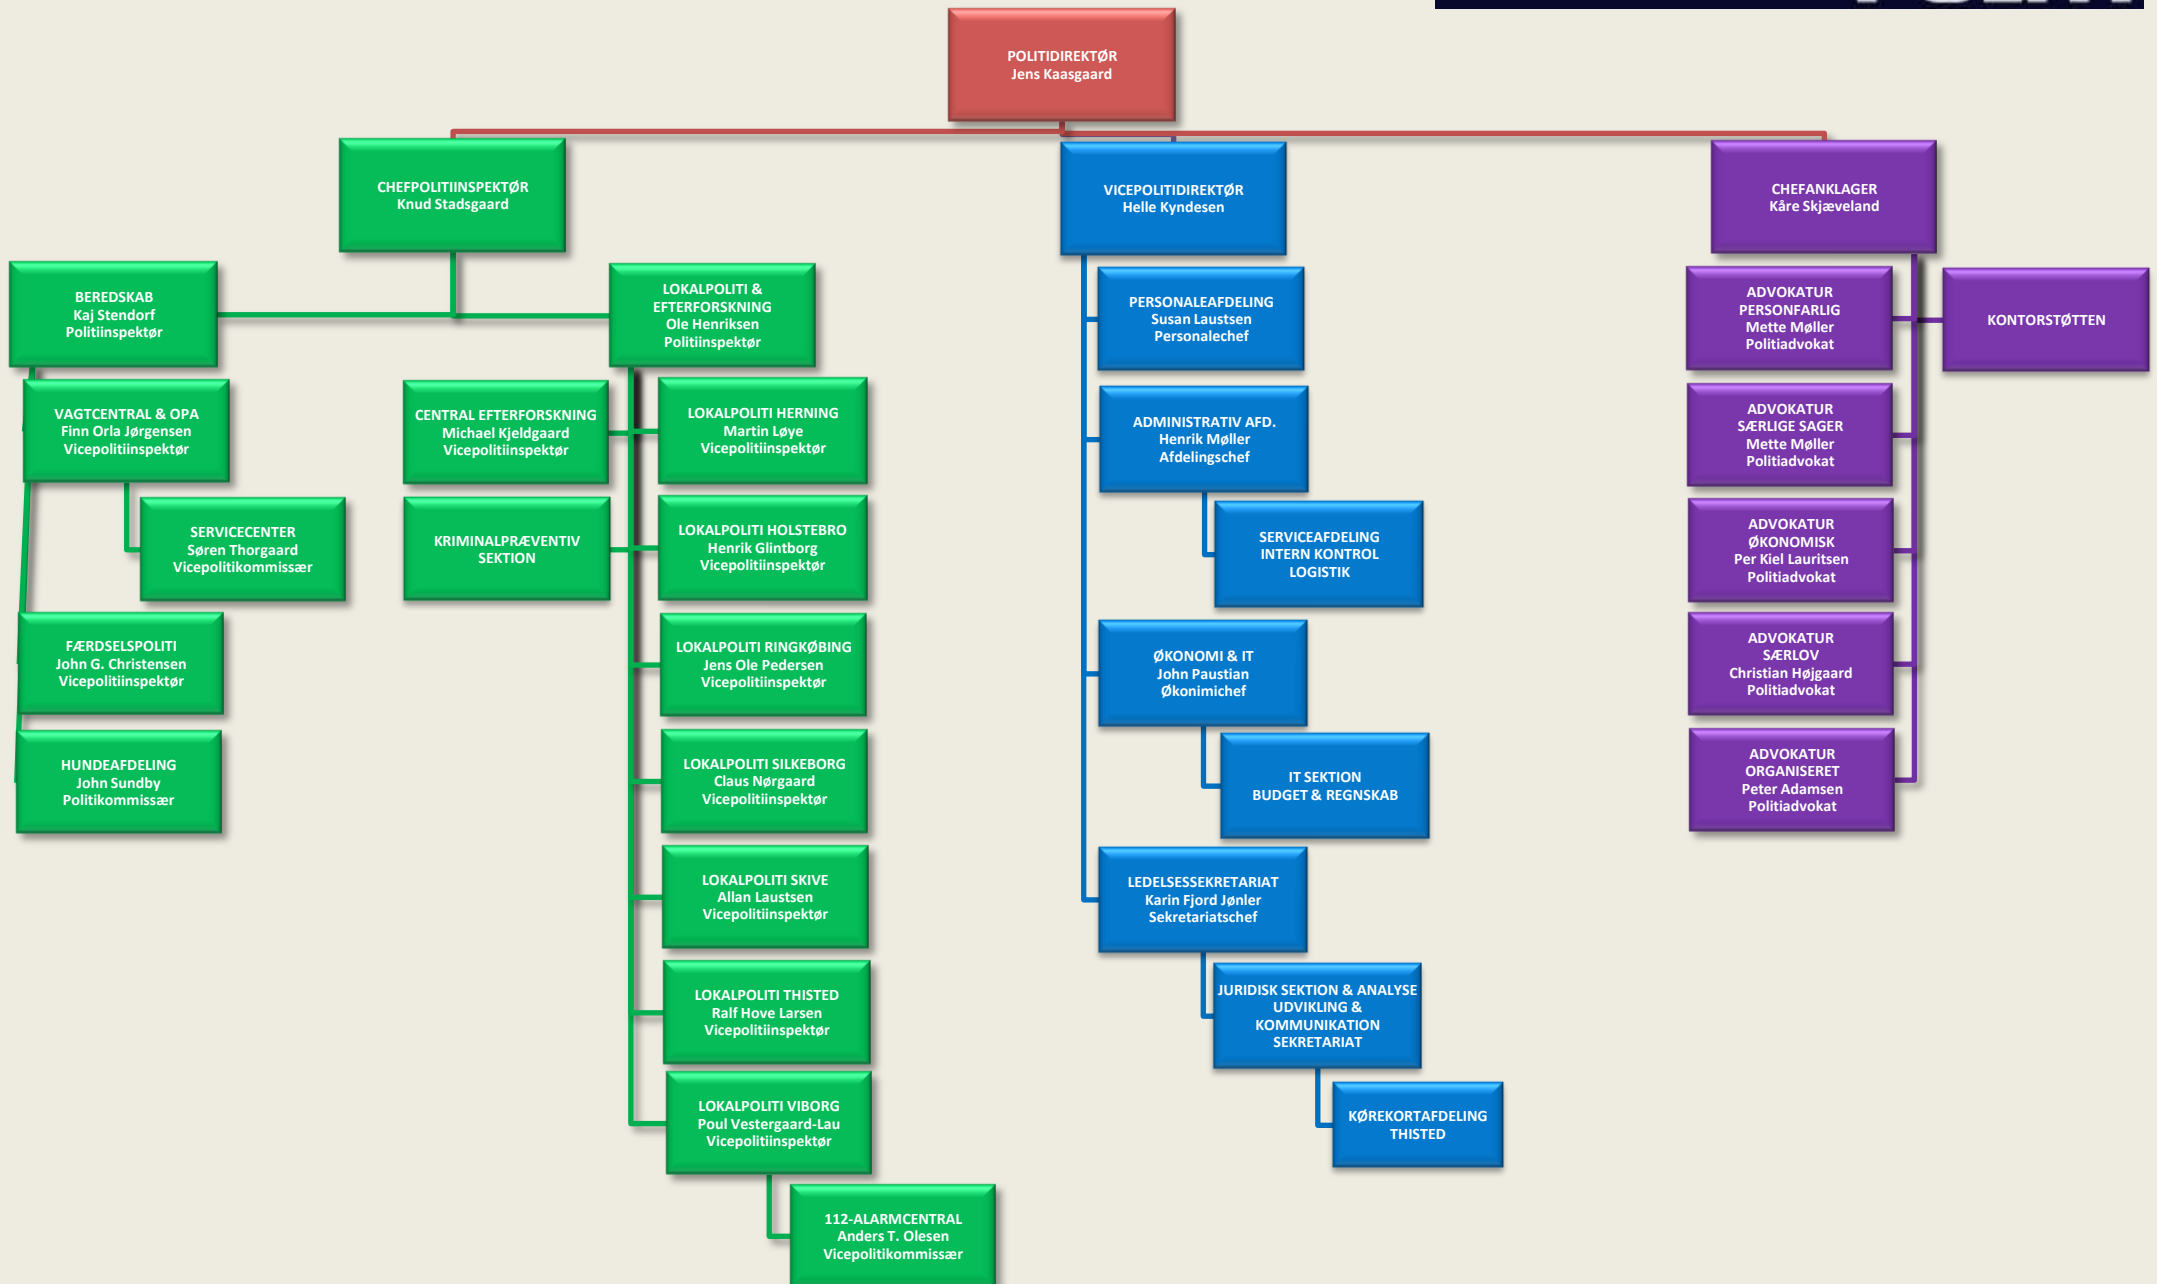 POLITIDIREKTØR
Jens Kaasgaard
CHEFPOLITIINSPEKTØR
Knud Stadsgaard
VICEPOLITIDIREKTØR
Helle Kyndesen
CHEFANKLAGER
Kåre Skjæveland
BEREDSKAB
Kaj Stendorf
Politiinspektør
VAGTCENTRAL & OPA
Finn Orla Jørgensen
Vicepolitiinspektør
SERVICECENTER
Søren Thorgaard
Vicepolitikommissær
FÆRDSELSPOLITI
John G. Christensen
Vicepolitiinspektør
HUNDEAFDELING
John Sundby
Politikommissær
LOKALPOLITI &
EFTERFORSKNING
Ole Henriksen
Politiinspektør
CENTRAL EFTERFORSKNING
Michael Kjeldgaard
Vicepolitiinspektør
KRIMINALPRÆVENTIV
SEKTION
LOKALPOLITI HERNING
Martin Løye
Vicepolitiinspektør
LOKALPOLITI HOLSTEBRO
Henrik Glintborg
Vicepolitiinspektør
LOKALPOLITI RINGKØBING
Jens Ole Pedersen
Vicepolitiinspektør
LOKALPOLITI SILKEBORG
Claus Nørgaard
Vicepolitiinspektør
LOKALPOLITI SKIVE
Allan Laustsen
Vicepolitiinspektør
LOKALPOLITI THISTED
Ralf Hove Larsen
Vicepolitiinspektør
LOKALPOLITI VIBORG
Poul Vestergaard-Lau
Vicepolitiinspektør
112-ALARMCENTRAL
Anders T. Olesen
Vicepolitikommissær
PERSONALEAFDELING
Susan Laustsen
Personalechef
ADMINISTRATIV AFD.
Henrik Møller
Afdelingschef
SERVICEAFDELING
INTERN KONTROL
LOGISTIK
ØKONOMI & IT
John Paustian
Økonimichef
IT SEKTION
BUDGET & REGNSKAB
LEDELSESSEKRETARIAT
Karin Fjord Jønler
Sekretariatschef
JURIDISK SEKTION & ANALYSE
UDVIKLING &
KOMMUNIKATION
SEKRETARIAT
KØREKORTAFDELING
THISTED
ADVOKATUR
PERSONFARLIG
Mette Møller
Politiadvokat
KONTORSTØTTEN
ADVOKATUR
SÆRLIGE SAGER
Mette Møller
Politiadvokat
ADVOKATUR
ØKONOMISK
Per Kiel Lauritsen
Politiadvokat
ADVOKATUR
SÆRLOV
Christian Højgaard
Politiadvokat
ADVOKATUR
ORGANISERET
Peter Adamsen
Politiadvokat